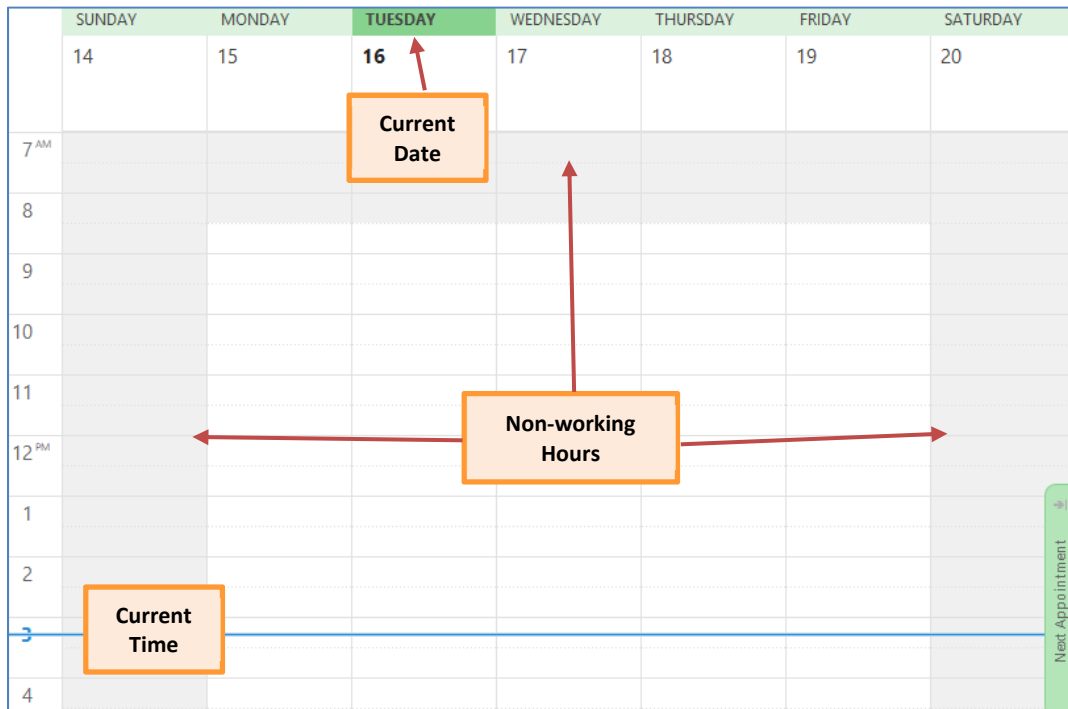 SUNDAY MONDAY TUESDAY WEDNESDAY THURSDAY FRIDAY SATURDAY
14 15 16 17 18 19 20
Current
Date
7 AM
8
9
10
11
Non-working
Hours
12 PM
1
2
Next Appointment
Current
Time
3
4